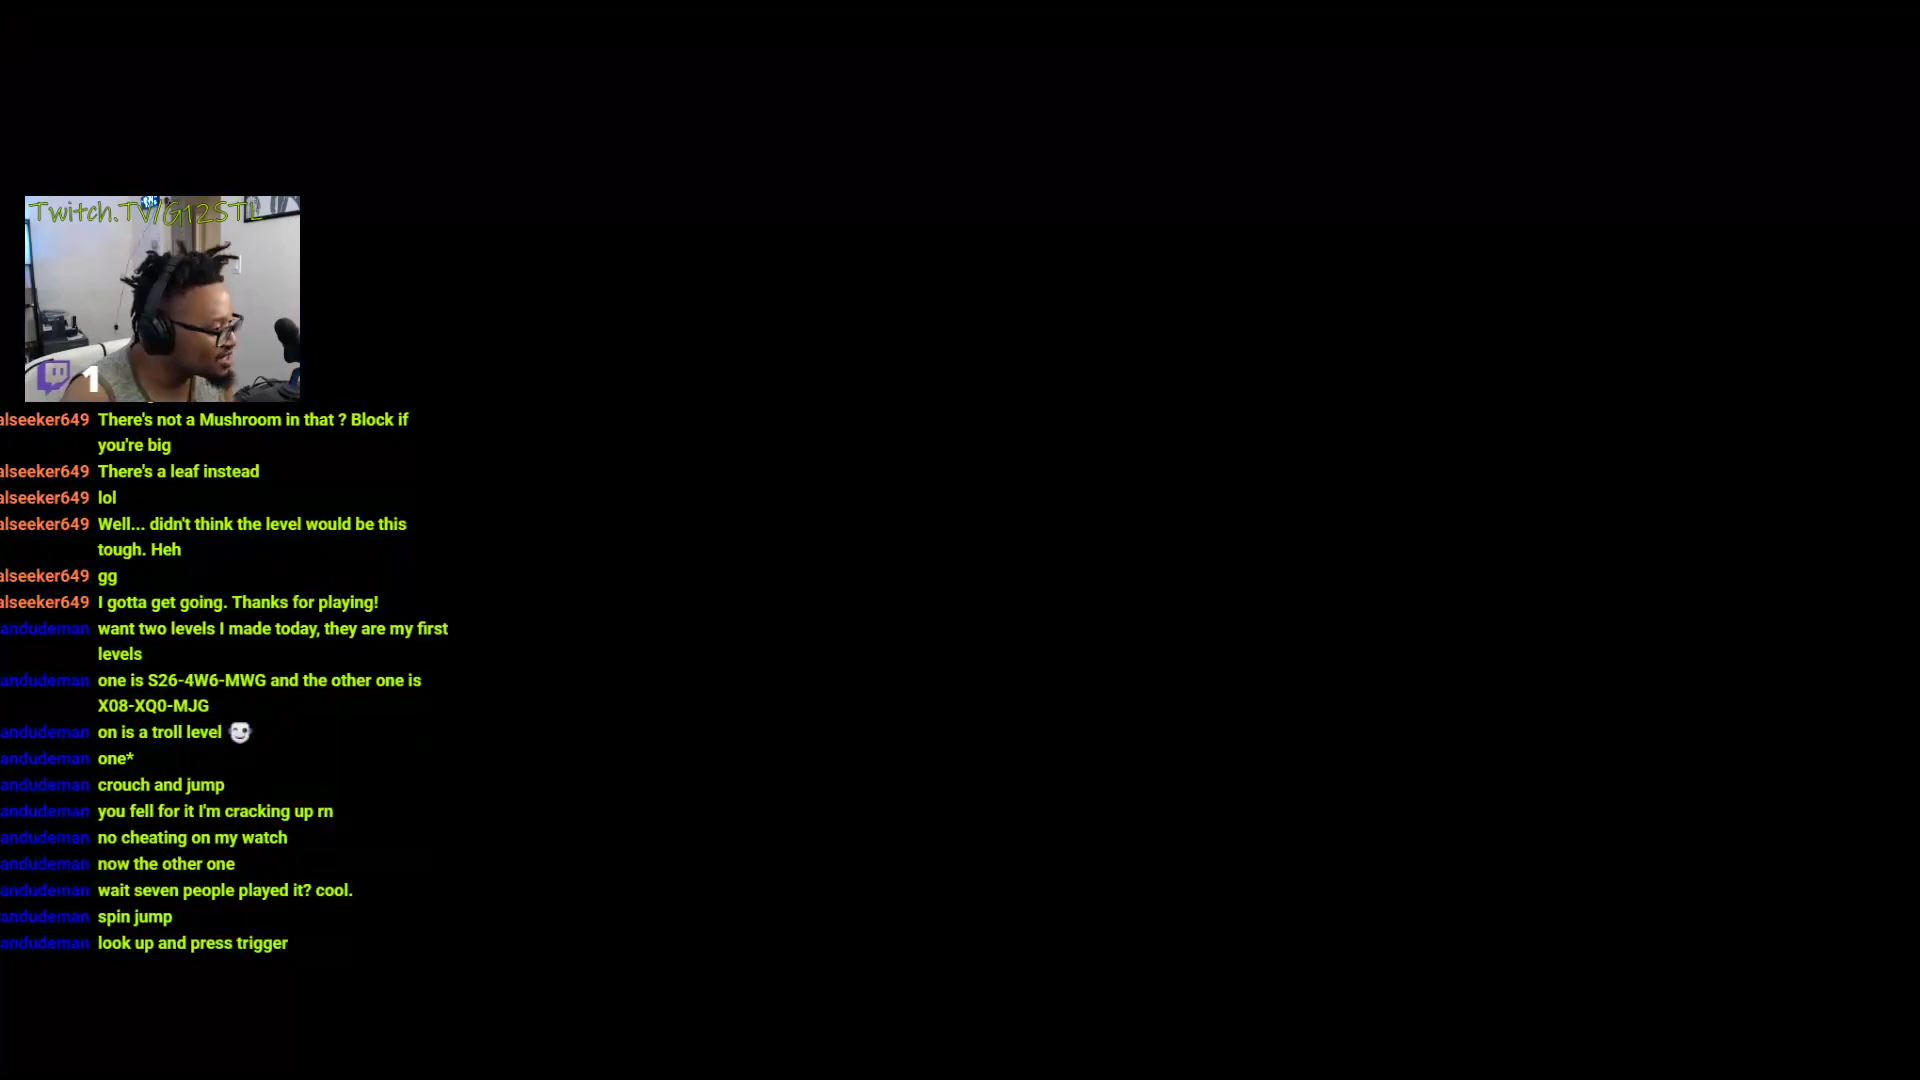 Twitch.TV/G12STL
1
alseeker649 There's not a Mushroom in that ? Block if
you're big
alseeker649 There's a leaf instead
alseeker649 lol
alseeker649 Well... didn't think the level would be this
tough. Heh
alseeker649 gg
alseeker649 I gotta get going. Thanks for playing!
andudeman want two levels I made today, they are my first
levels
andudeman one is S26-4W6-MWG and the other one is
X08-XQ0-MJG
andudeman on is a troll level
andudeman one*
andudeman crouch and jump
andudeman you fell for it I'm cracking up rn
andudeman no cheating on my watch
andudeman now the other one
andudeman wait seven people played it? cool.
andudeman spin jump
andudeman look up and press trigger